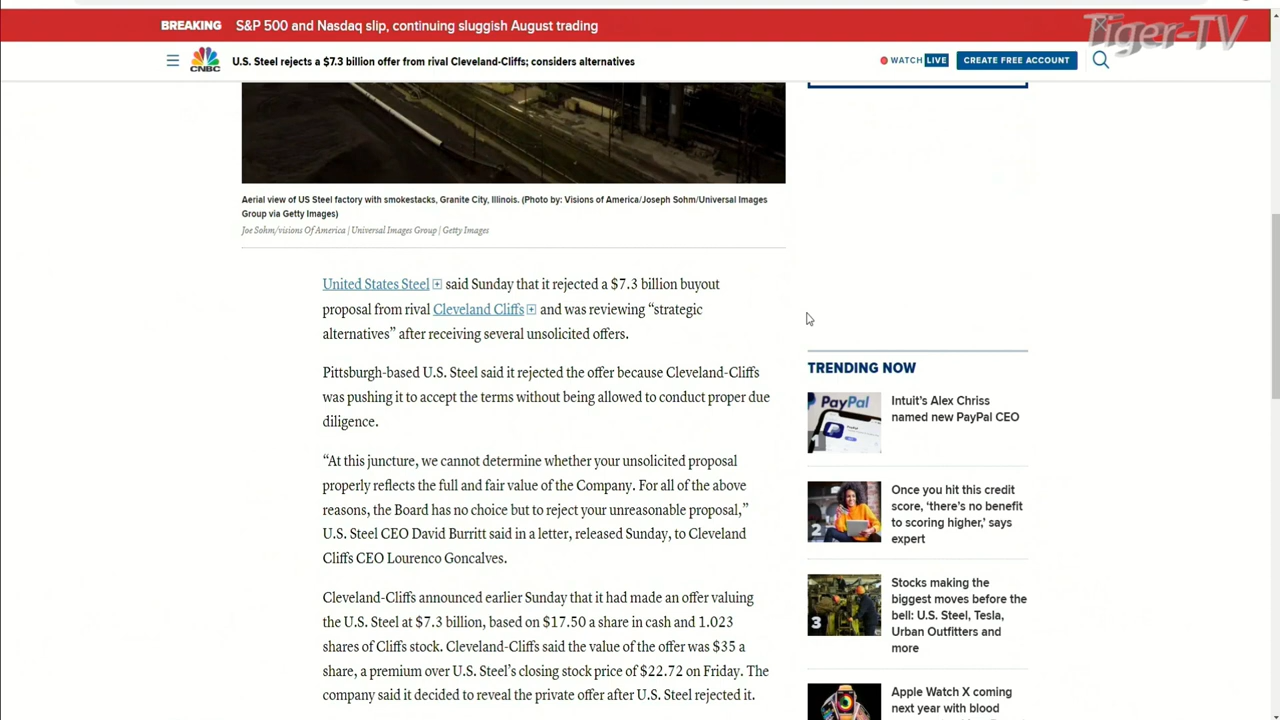 BREAKING S&P 500 and Nasdaq slip, continuing sluggish August trading
Tiger-TV
CNBC
U.S. Steel rejects a $7.3 billion offer from rival Cleveland-Cliffs; considers alternatives
WATCH LIVE
CREATE FREE ACCOUNT
Aerial view of US Steel factory with smokestacks, Granite City, Illinois. (Photo by: Visions of America/Joseph Sohm/Universal Images
Group via Getty Images)
Joe Sohm/visions Of America | Universal Images Group | Getty Images
United States Steel said Sunday that it rejected a $7.3 billion buyout
proposal from rival Cleveland Cliffs and was reviewing “strategic
alternatives” after receiving several unsolicited offers.
Pittsburgh-based U.S. Steel said it rejected the offer because Cleveland-Cliffs
was pushing it to accept the terms without being allowed to conduct proper due
diligence.
“At this juncture, we cannot determine whether your unsolicited proposal
properly reflects the full and fair value of the Company. For all of the above
reasons, the Board has no choice but to reject your unreasonable proposal,”
U.S. Steel CEO David Burritt said in a letter, released Sunday, to Cleveland
Cliffs CEO Lourenco Goncalves.
Cleveland-Cliffs announced earlier Sunday that it had made an offer valuing
the U.S. Steel at $7.3 billion, based on $17.50 a share in cash and 1.023
shares of Cliffs stock. Cleveland-Cliffs said the value of the offer was $35 a
share, a premium over U.S. Steel’s closing stock price of $22.72 on Friday. The
company said it decided to reveal the private offer after U.S. Steel rejected it.
TRENDING NOW
PayPal
1
Intuit’s Alex Chriss
named new PayPal CEO
2
Once you hit this credit
score, ‘there’s no benefit
to scoring higher,’ says
expert
3
Stocks making the
biggest moves before the
bell: U.S. Steel, Tesla,
Urban Outfitters and
more
Apple Watch X coming
next year with blood